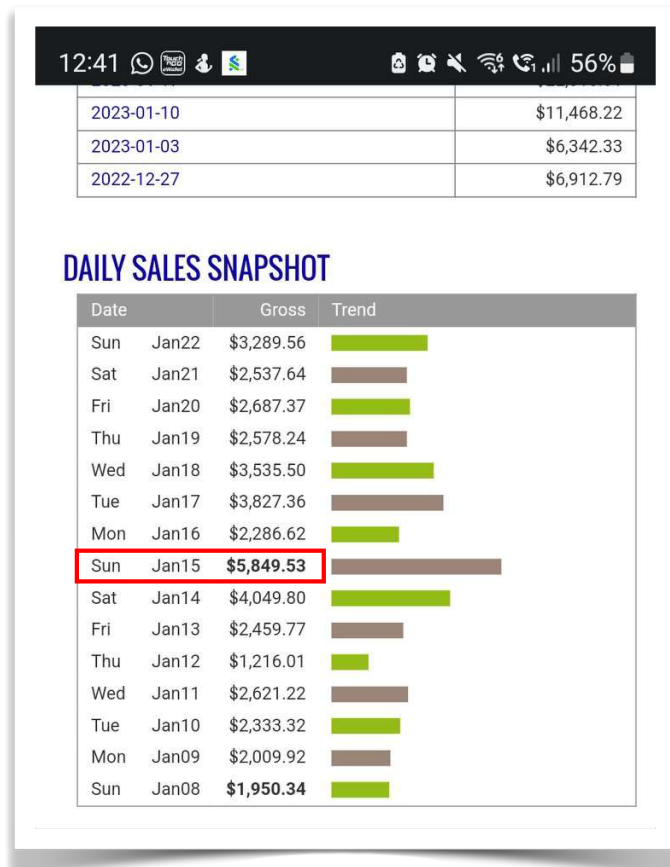 12:41 56%
2023-01-10 $11,468.22
2023-01-03 $6,342.33
2022-12-27 $6,912.79
DAILY SALES SNAPSHOT
Date Gross Trend
Sun Jan22 $3,289.56
Sat Jan21 $2,537.64
Fri Jan20 $2,687.37
Thu Jan19 $2,578.24
Wed Jan18 $3,535.50
Tue Jan17 $3,827.36
Mon Jan16 $2,286.62
Sun Jan15 $5,849.53
Sat Jan14 $4,049.80
Fri Jan13 $2,459.77
Thu Jan12 $1,216.01
Wed Jan11 $2,621.22
Tue Jan10 $2,333.32
Mon Jan09 $2,009.92
Sun Jan08 $1,950.34